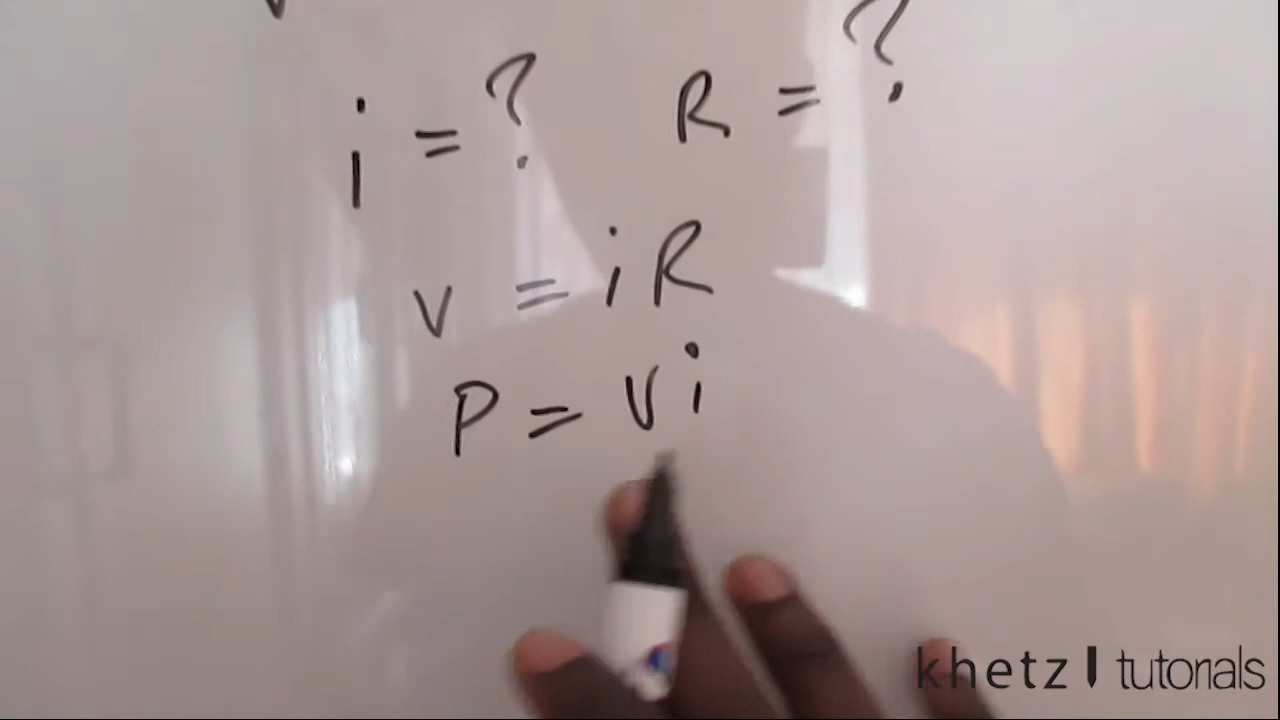 i = ? R = ?
v = iR
P = vi
khetz tutorials